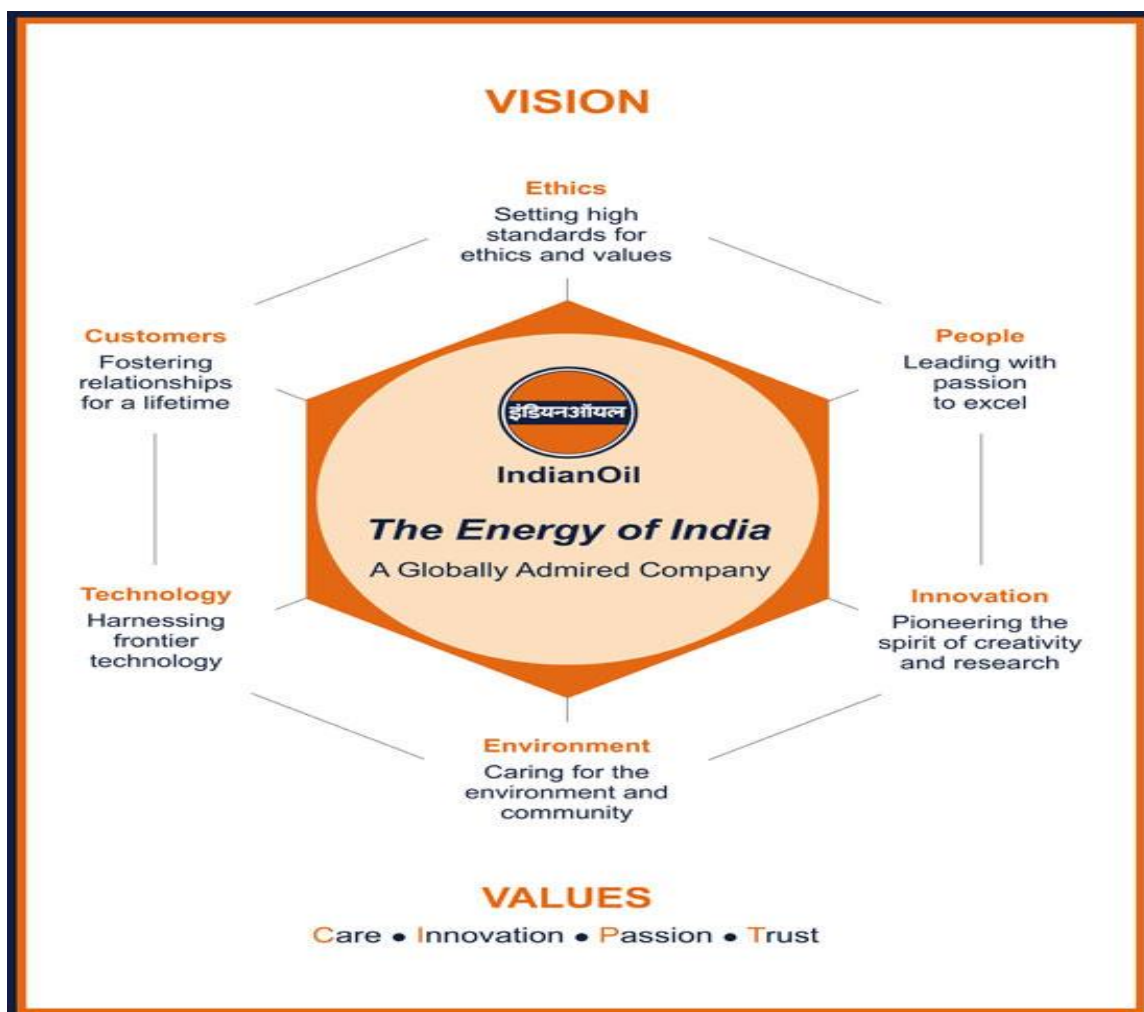 VISION
Ethics
Setting high
standards for
ethics and values
Customers
Fostering
relationships
for a lifetime
People
Leading with
passion
to excel
इंडियनऑयल
IndianOil
The Energy of India
A Globally Admired Company
Technology
Harnessing
frontier
technology
Innovation
Pioneering the
spirit of creativity
and research
Environment
Caring for the
environment and
community
VALUES
Care ● Innovation ● Passion ● Trust